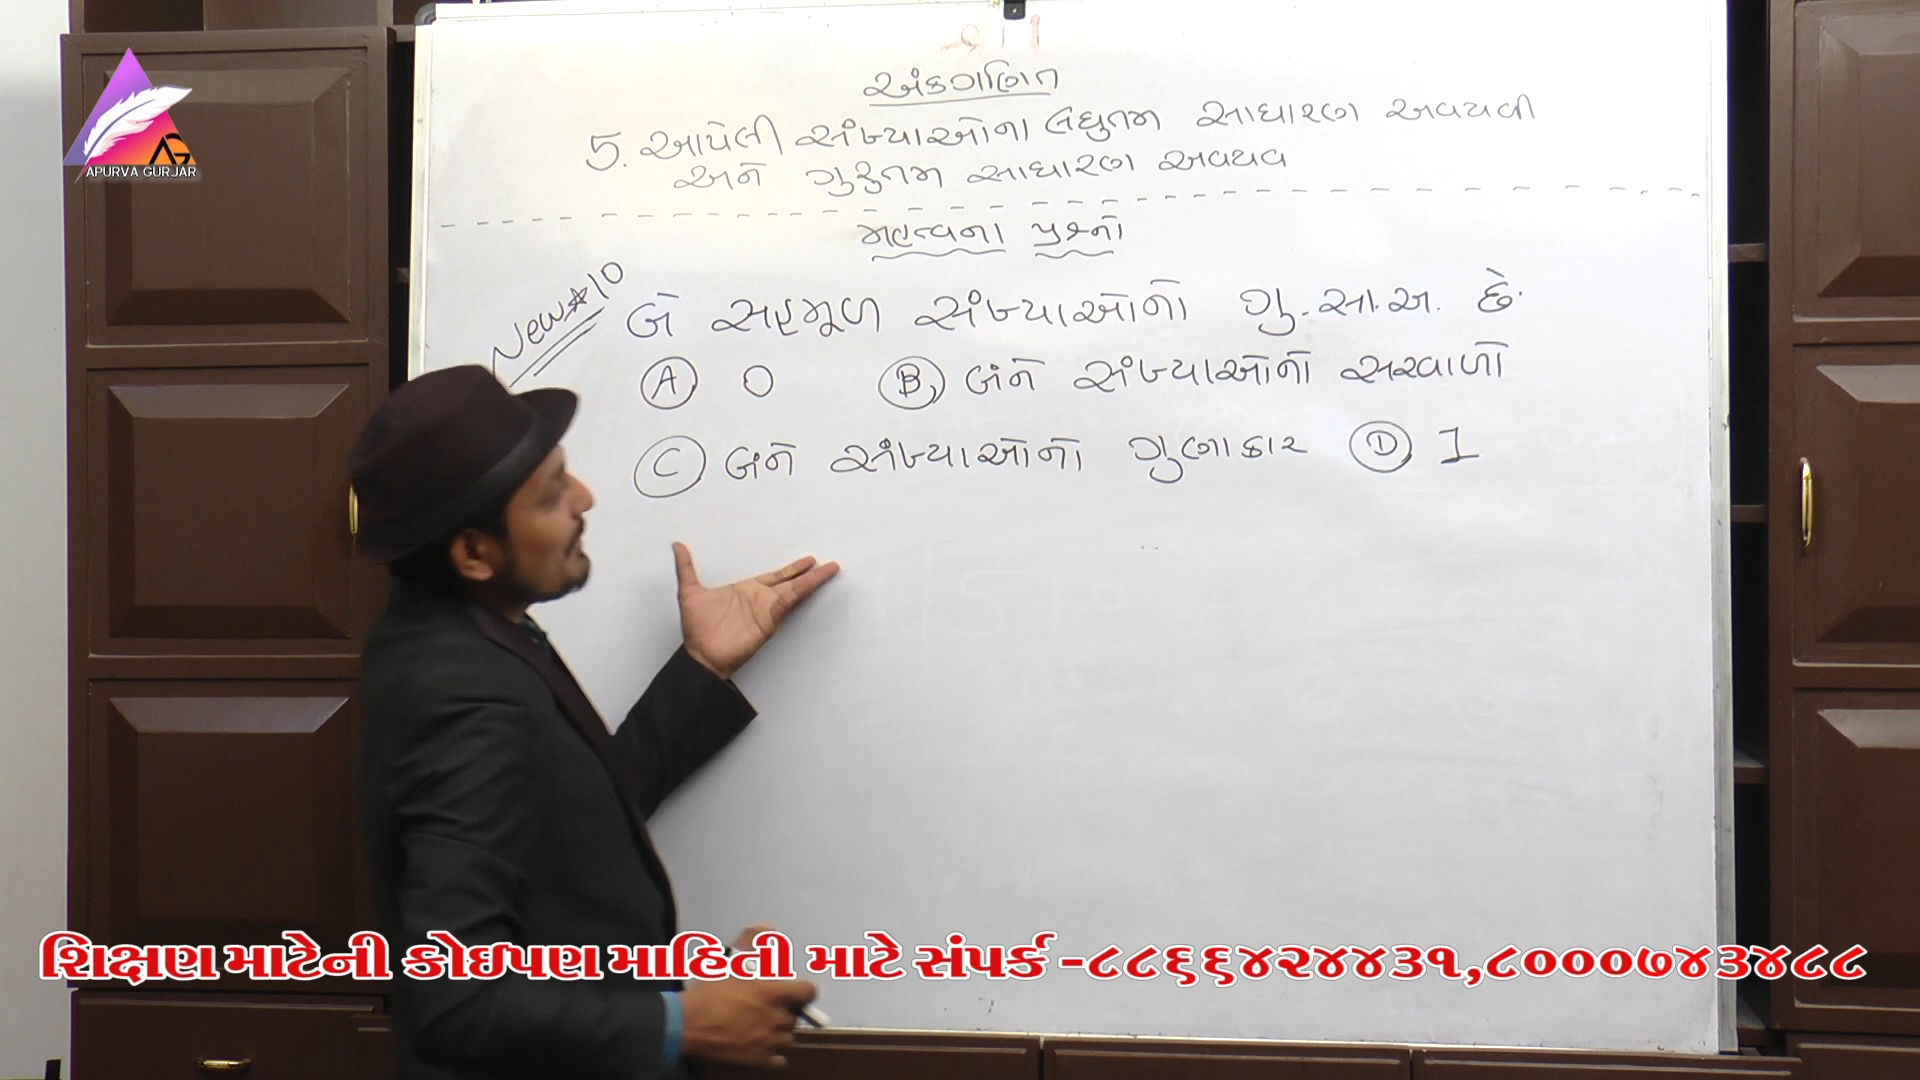 અંકગણિત
5. આપેલી સંખ્યાઓના લઘુતમ સાધારણ અવયવી
અને ગુરુતમ સાધારણ અવયવ
મહત્વના પ્રશ્નો
New☆10
બે સહમૂળ સંખ્યાઓનો ગુ.સા.અ. છે.
(A) 0 (B) બંને સંખ્યાઓનો સરવાળો
(C) બંને સંખ્યાઓનો ગુણાકાર (D) 1
AG
APURVA GURJAR
શિક્ષણ માટેની કોઇપણ માહિતી માટે સંપર્ક -૮૮૬૬૪૨૪૪૩૧,૮૦૦૦૭૪૩૪૮૮